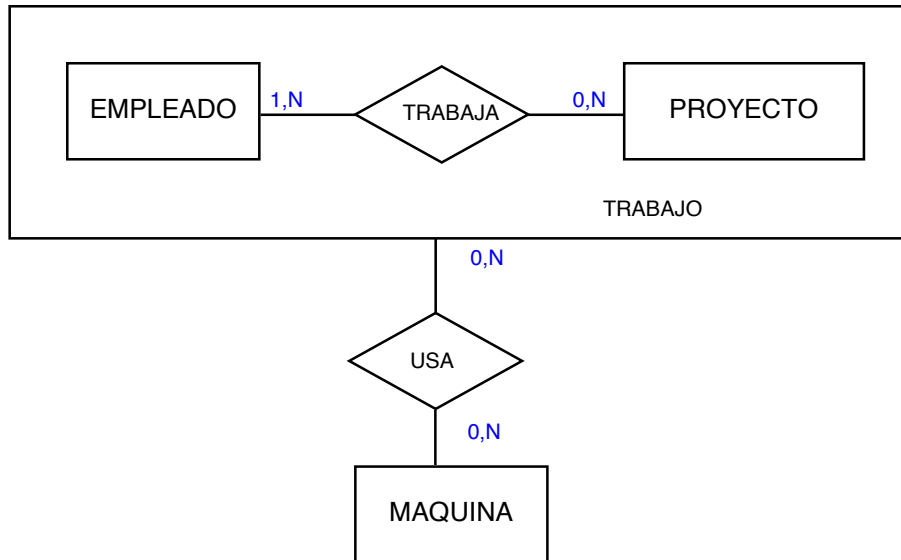 EMPLEADO
1,N
TRABAJA
0,N
PROYECTO
TRABAJO
0,N
USA
0,N
MAQUINA